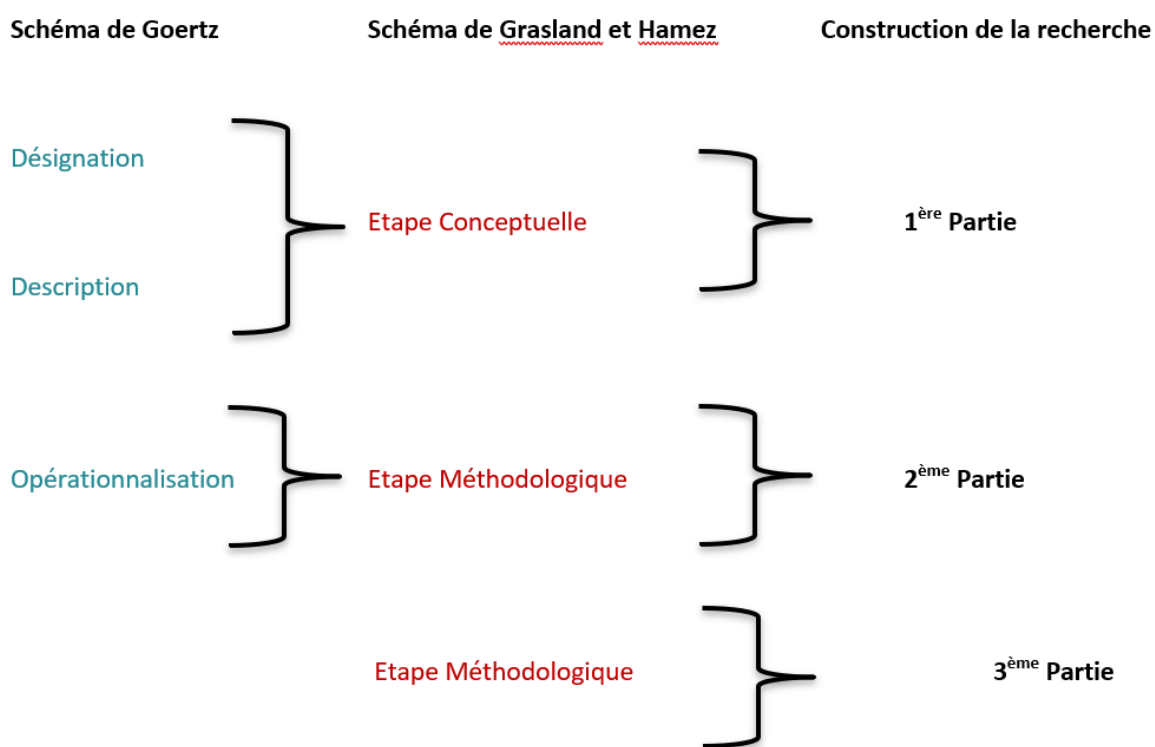 Schéma de Goertz
Schéma de Grasland et Hamez
Construction de la recherche
Désignation
Etape Conceptuelle
1ère Partie
Description
Opérationnalisation
Etape Méthodologique
2ème Partie
Etape Méthodologique
3ème Partie